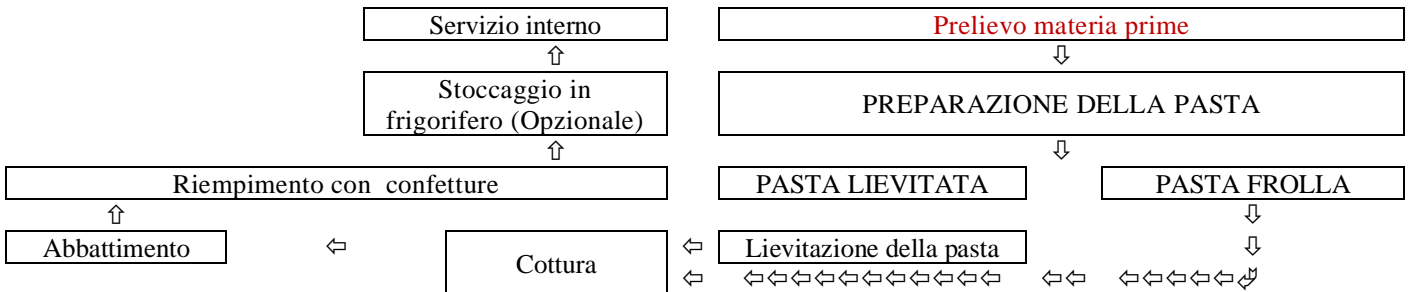 Servizio interno
Prelievo materia prime
⇧
⇩
Stoccaggio in
frigorifero (Opzionale)
PREPARAZIONE DELLA PASTA
⇧
⇩
Riempimento con confetture
PASTA LIEVITATA
PASTA FROLLA
⇧
⇩
Abbattimento
⇦
Cottura
⇦
Lievitazione della pasta
⇩
⇦ ⇦⇦⇦⇦⇦⇦⇦⇦⇦⇦ ⇦⇦ ⇦⇦⇦⇦⇦